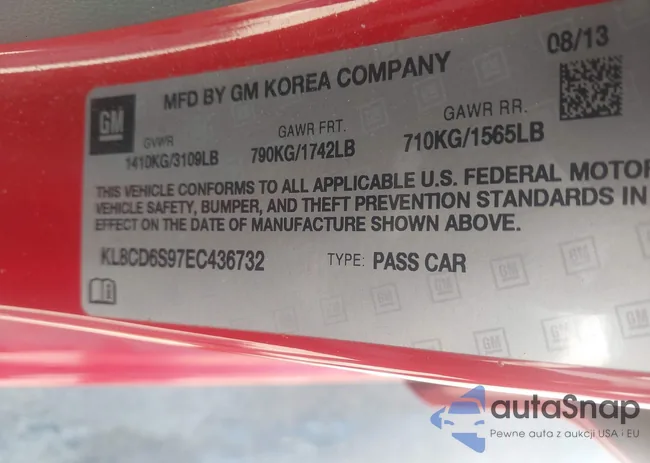 08/13
MFD BY GM KOREA COMPANY
GM
GVWR
1410KG/3109LB
GAWR FRT.
790KG/1742LB
GAWR RR.
710KG/1565LB
THIS VEHICLE CONFORMS TO ALL APPLICABLE U.S. FEDERAL MOTOR
VEHICLE SAFETY, BUMPER, AND THEFT PREVENTION STANDARDS IN
EFFECT ON THE DATE OF MANUFACTURE SHOWN ABOVE.
KL8CD6S97EC436732
TYPE: PASS CAR
autaSnap
Pewne auta z aukcji USA i EU